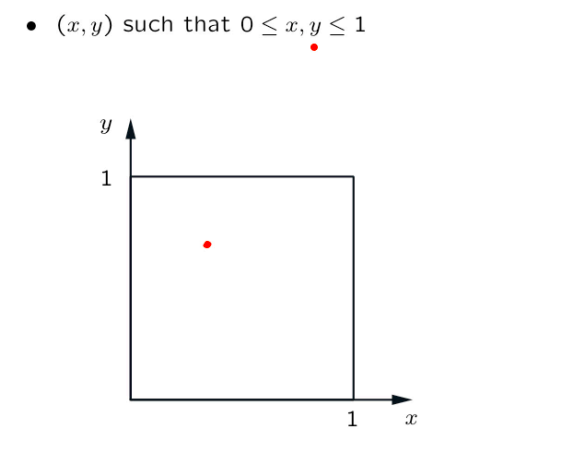 • (x, y) such that 0 ≤ x, y ≤ 1
y
1
1
x